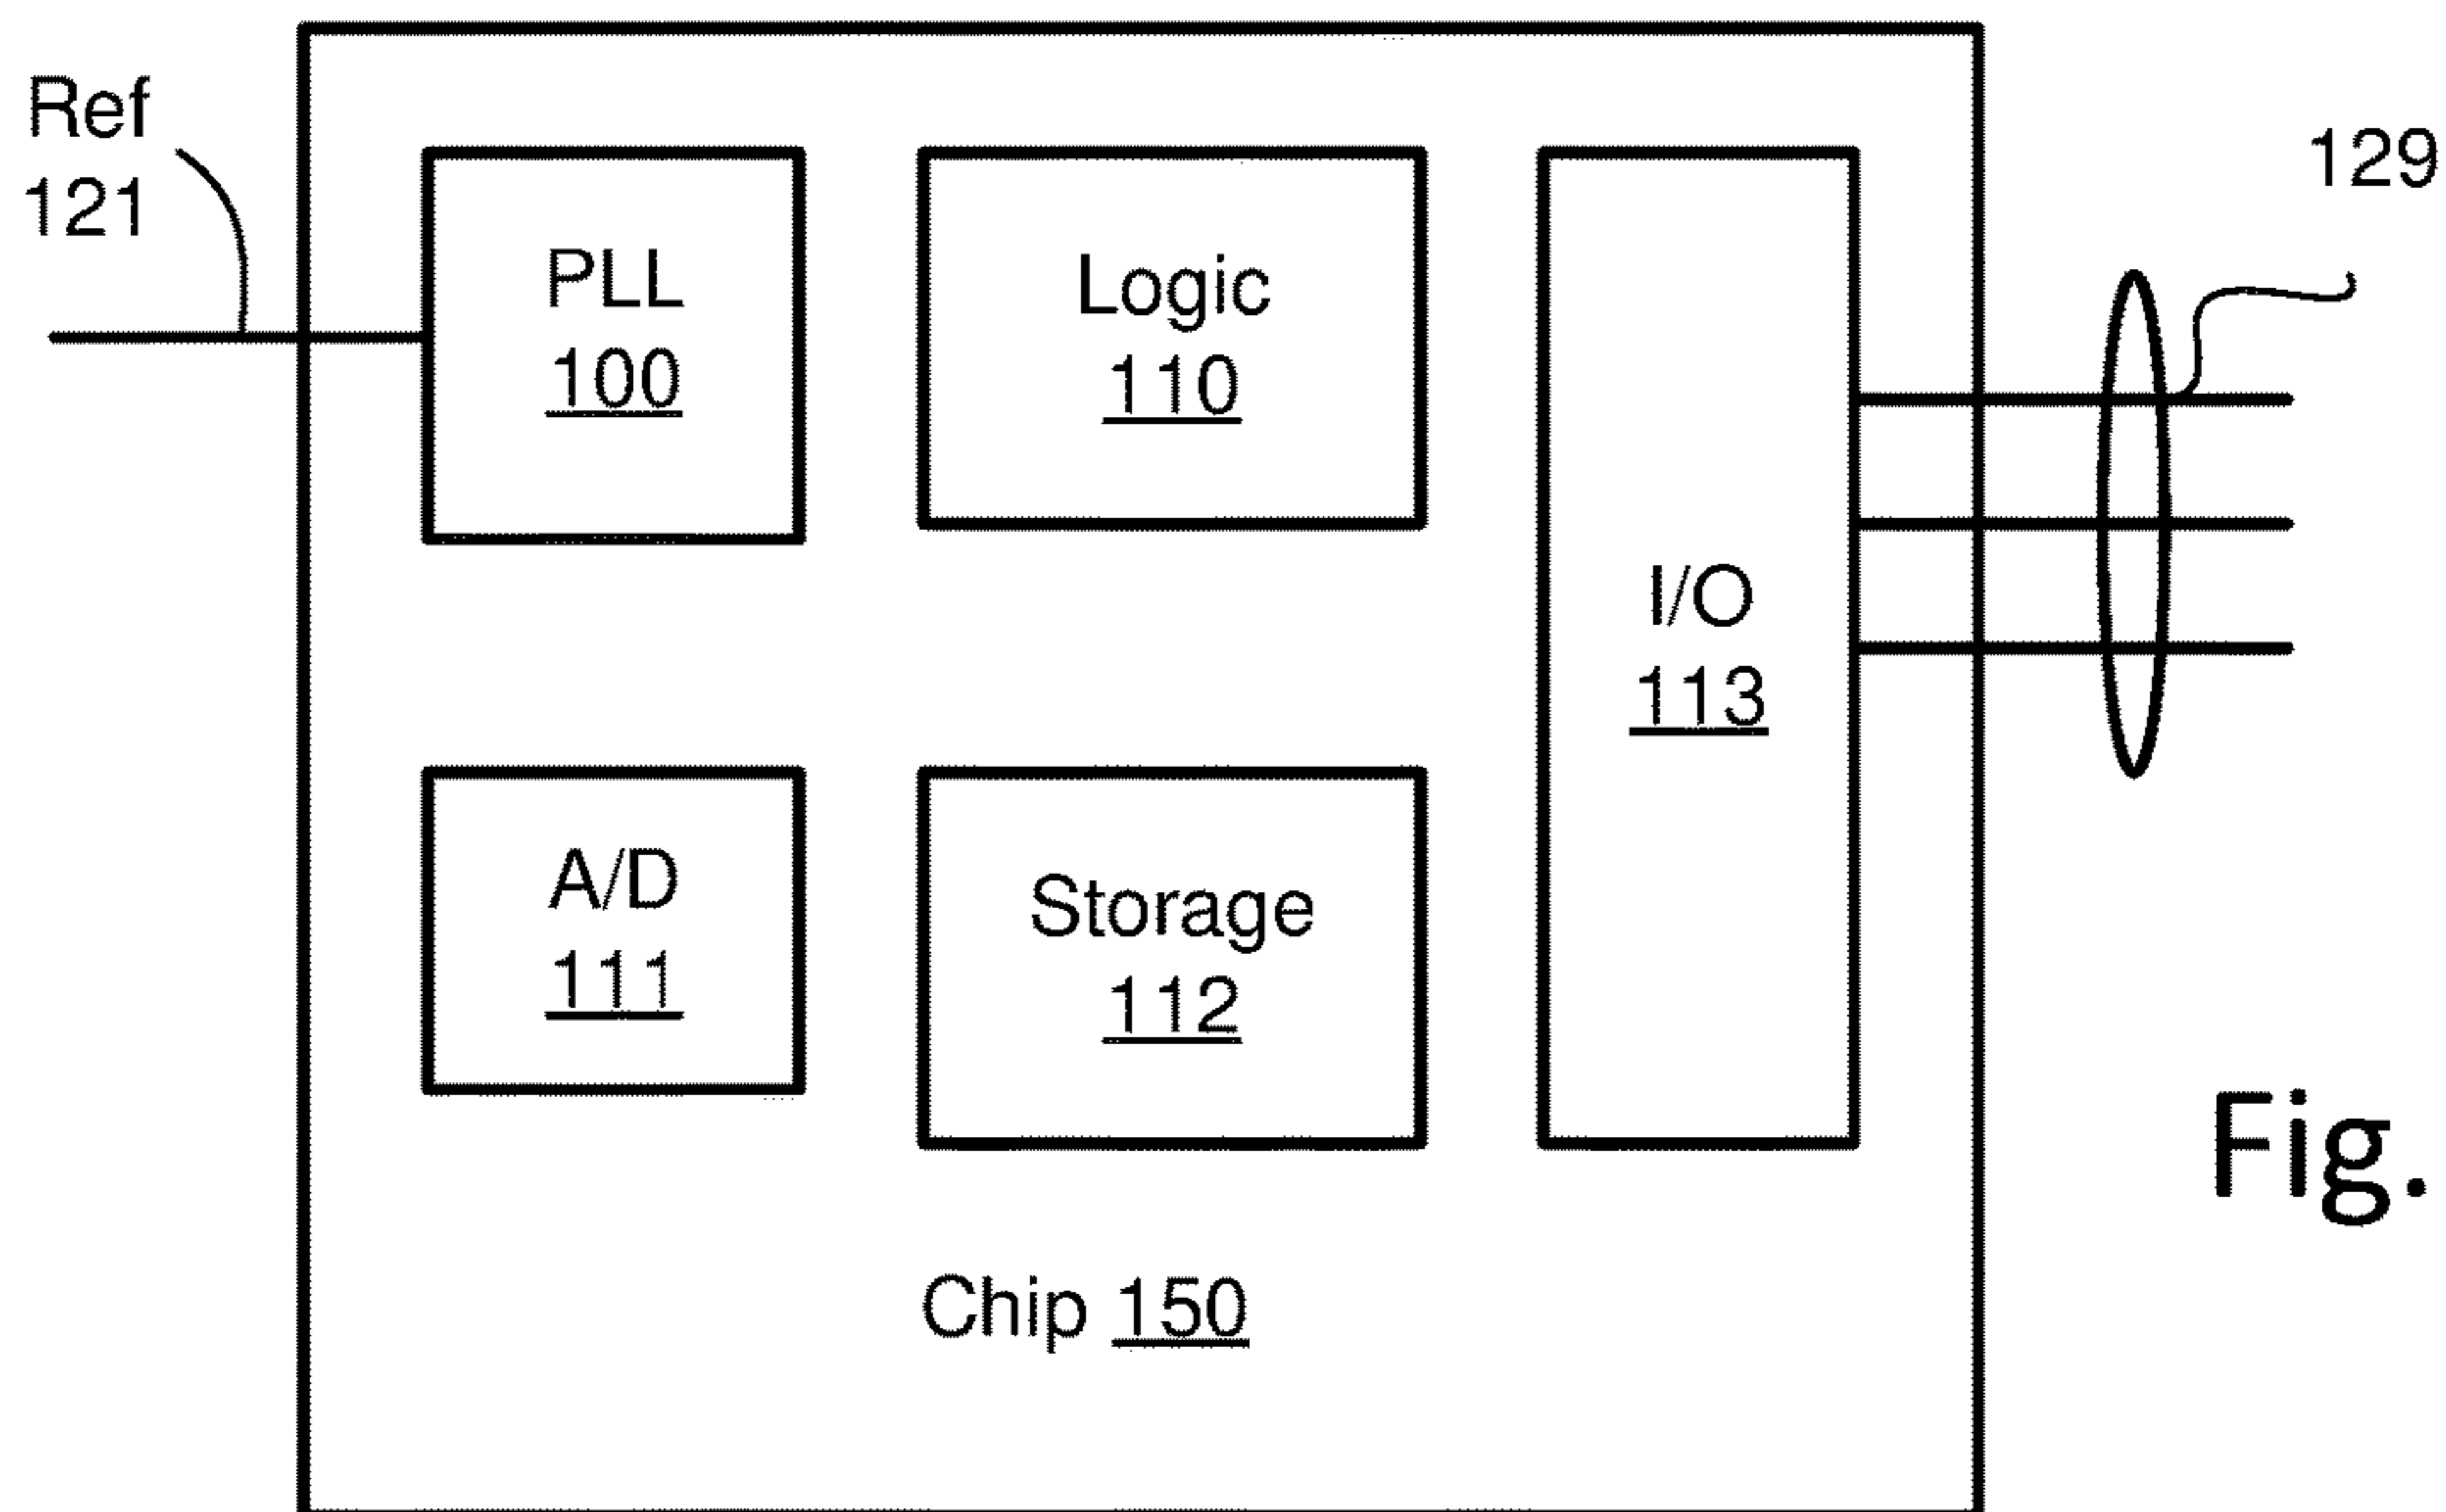 Ref
121
PLL
100
Logic
110
I/O
113
129
A/D
111
Storage
112
Chip 150
Fig.